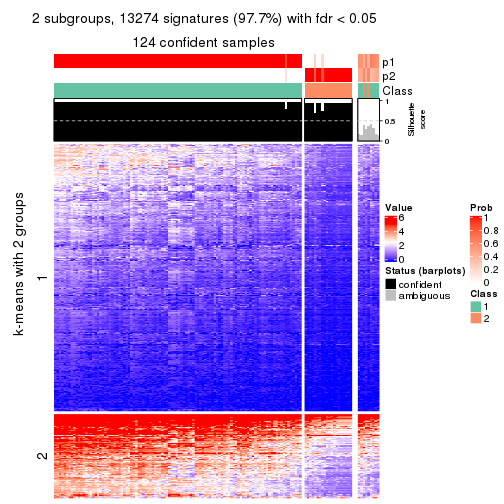 2 subgroups, 13274 signatures (97.7%) with fdr < 0.05
124 confident samples
p1
p2
Class
1
0.5
0
Silhouette
score
k-means with 2 groups
1
2
Value
6
4
2
0
Status (barplots)
confident
ambiguous
Prob
1
0.8
0.6
0.4
0.2
0
Class
1
2